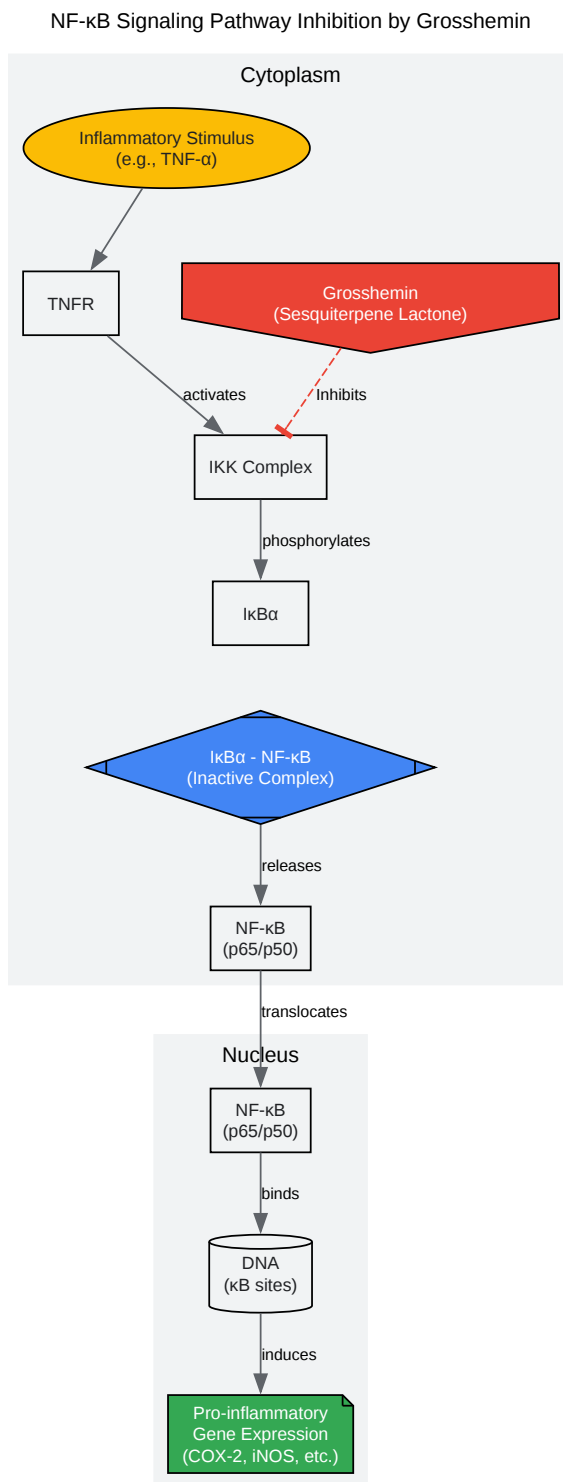 NF-κB Signaling Pathway Inhibition by Grosshemin
Cytoplasm
Inflammatory Stimulus
(e.g., TNF-α)
TNFR
Grosshemin
(Sesquiterpene Lactone)
activates
Inhibits
IKK Complex
phosphorylates
IκBα
IκBα - NF-κB
(Inactive Complex)
releases
NF-κB
(p65/p50)
translocates
Nucleus
NF-κB
(p65/p50)
binds
DNA
(κB sites)
induces
Pro-inflammatory
Gene Expression
(COX-2, iNOS, etc.)